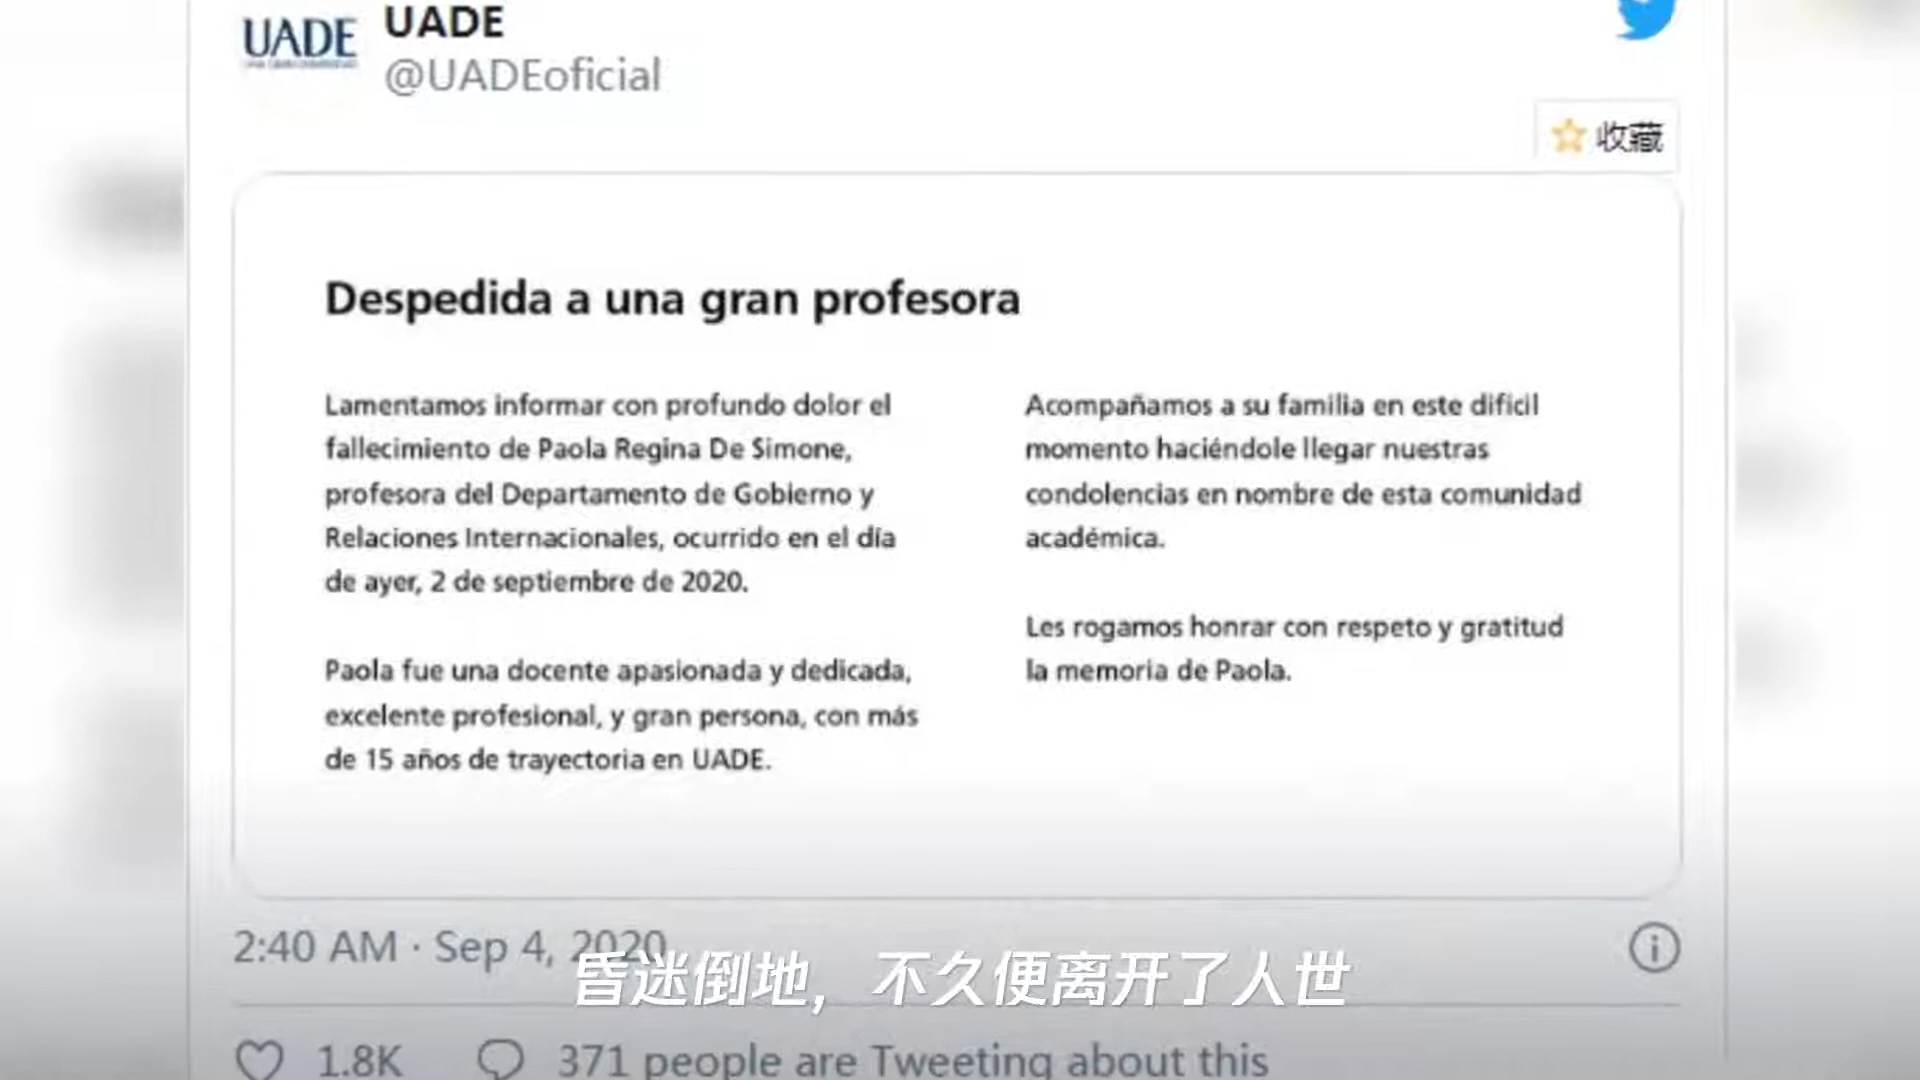 UADE
UADE
@UADEoficial
收藏
Despedida a una gran profesora
Lamentamos informar con profundo dolor el
fallecimiento de Paola Regina De Simone,
profesora del Departamento de Gobierno y
Relaciones Internacionales, ocurrido en el día
de ayer, 2 de septiembre de 2020.
Paola fue una docente apasionada y dedicada,
excelente profesional, y gran persona, con más
de 15 años de trayectoria en UADE.
Acompañamos a su familia en este difícil
momento haciéndole llegar nuestras
condolencias en nombre de esta comunidad
académica.
Les rogamos honrar con respeto y gratitud
la memoria de Paola.
2:40 AM · Sep 4, 2020
昏迷倒地，不久便离开了人世
1.8K
371 people are Tweeting about this